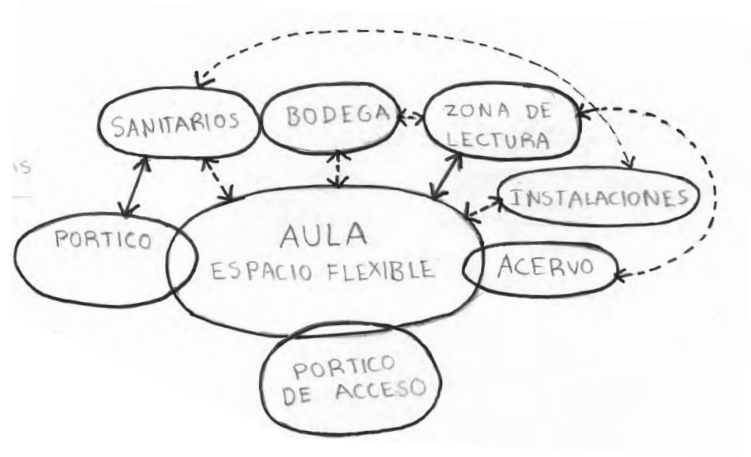 SANITARIOS
BODEGA
ZONA DE
LECTURA
INSTALACIONES
PORTICO
AULA
ESPACIO FLEXIBLE
ACERVO
PORTICO
DE ACCESO